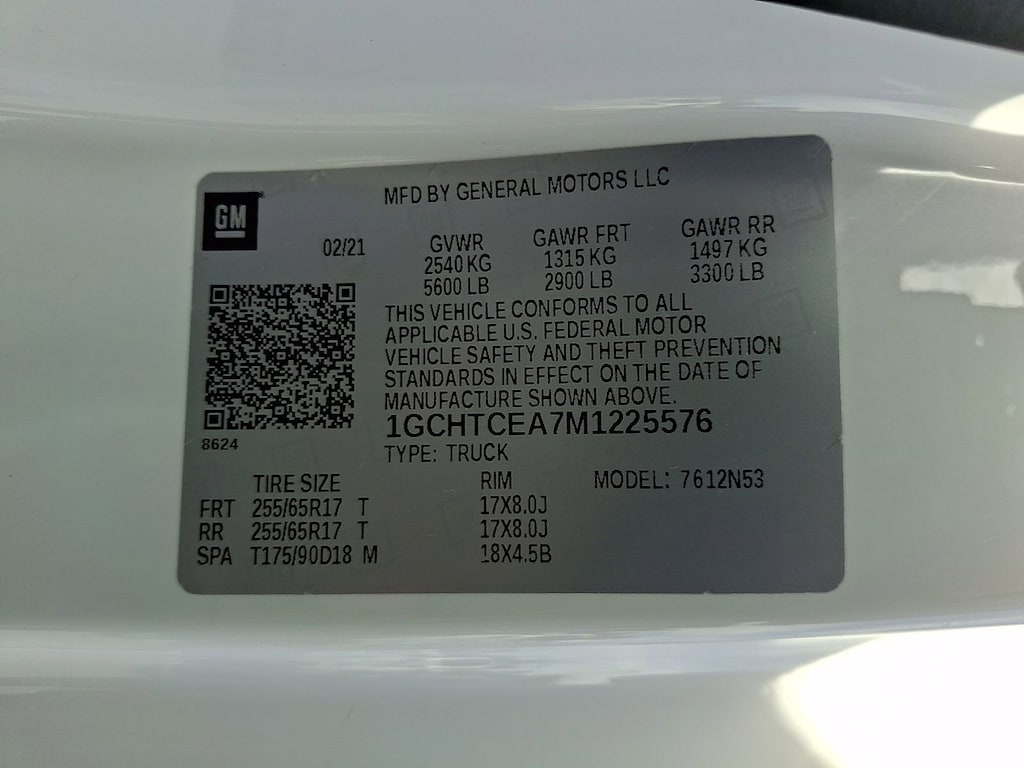 MFD BY GENERAL MOTORS LLC
GM
02/21 GVWR GAWR FRT GAWR RR
2540 KG 1315 KG 1497 KG
5600 LB 2900 LB 3300 LB
THIS VEHICLE CONFORMS TO ALL
APPLICABLE U.S. FEDERAL MOTOR
VEHICLE SAFETY AND THEFT PREVENTION
STANDARDS IN EFFECT ON THE DATE OF
MANUFACTURE SHOWN ABOVE.
1GCHTCEA7M1225576
8624
TYPE: TRUCK
TIRE SIZE RIM MODEL: 7612N53
FRT 255/65R17 T 17X8.0J
RR 255/65R17 T 17X8.0J
SPA T175/90D18 M 18X4.5B